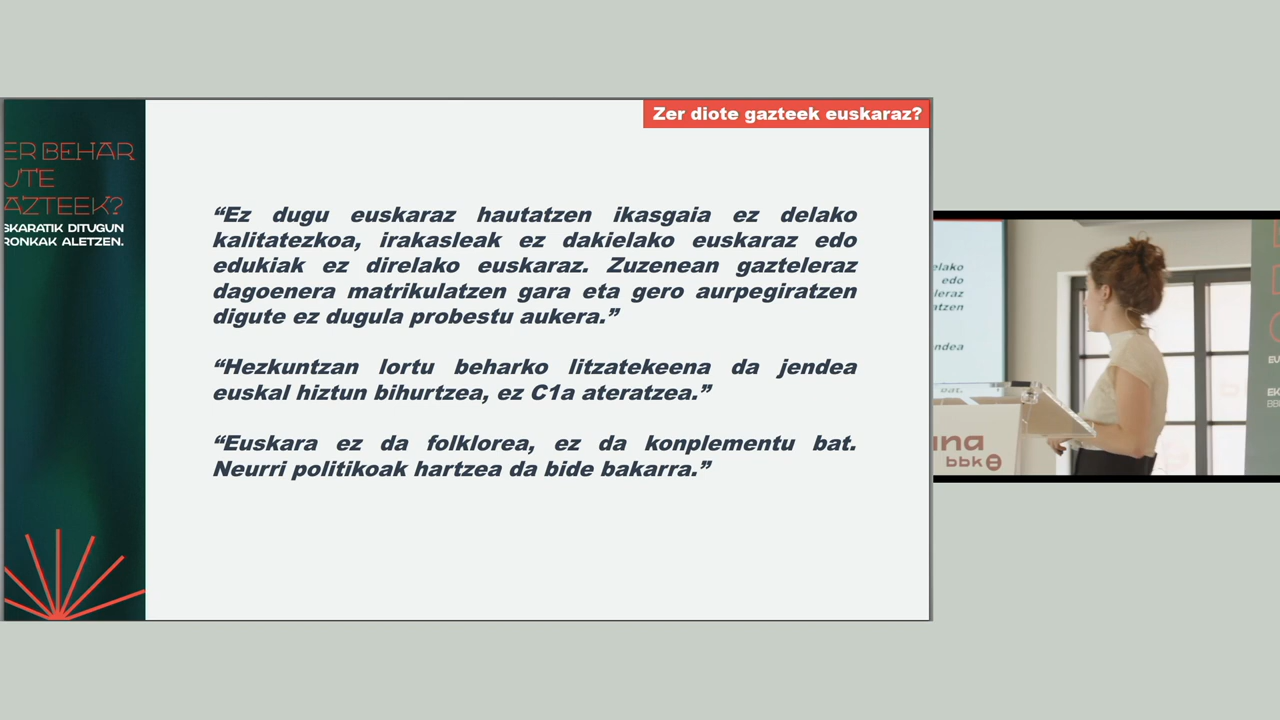 Zer diote gazteek euskaraz?
ER BEHAR
UTE
AZTEEK?
SKARATIK DITUGUN
RONKAK ALETZEN.
“Ez dugu euskaraz hautatzen ikasgaia ez delako
kalitatezkoa, irakasleak ez dakielako euskaraz edo
edukiak ez direlako euskaraz. Zuzenean gazteleraz
dagoenera matrikulatzen gara eta gero aurpegiratzen
digute ez dugula probestu aukera.”
“Hezkuntzan lortu beharko litzatekeena da jendea
euskal hiztun bihurtzea, ez C1a ateratzea.”
“Euskara ez da folklorea, ez da konplementu bat.
Neurri politikoak hartzea da bide bakarra.”
elako
edo
leraz
atzen
ndea
bat.
una
bbk